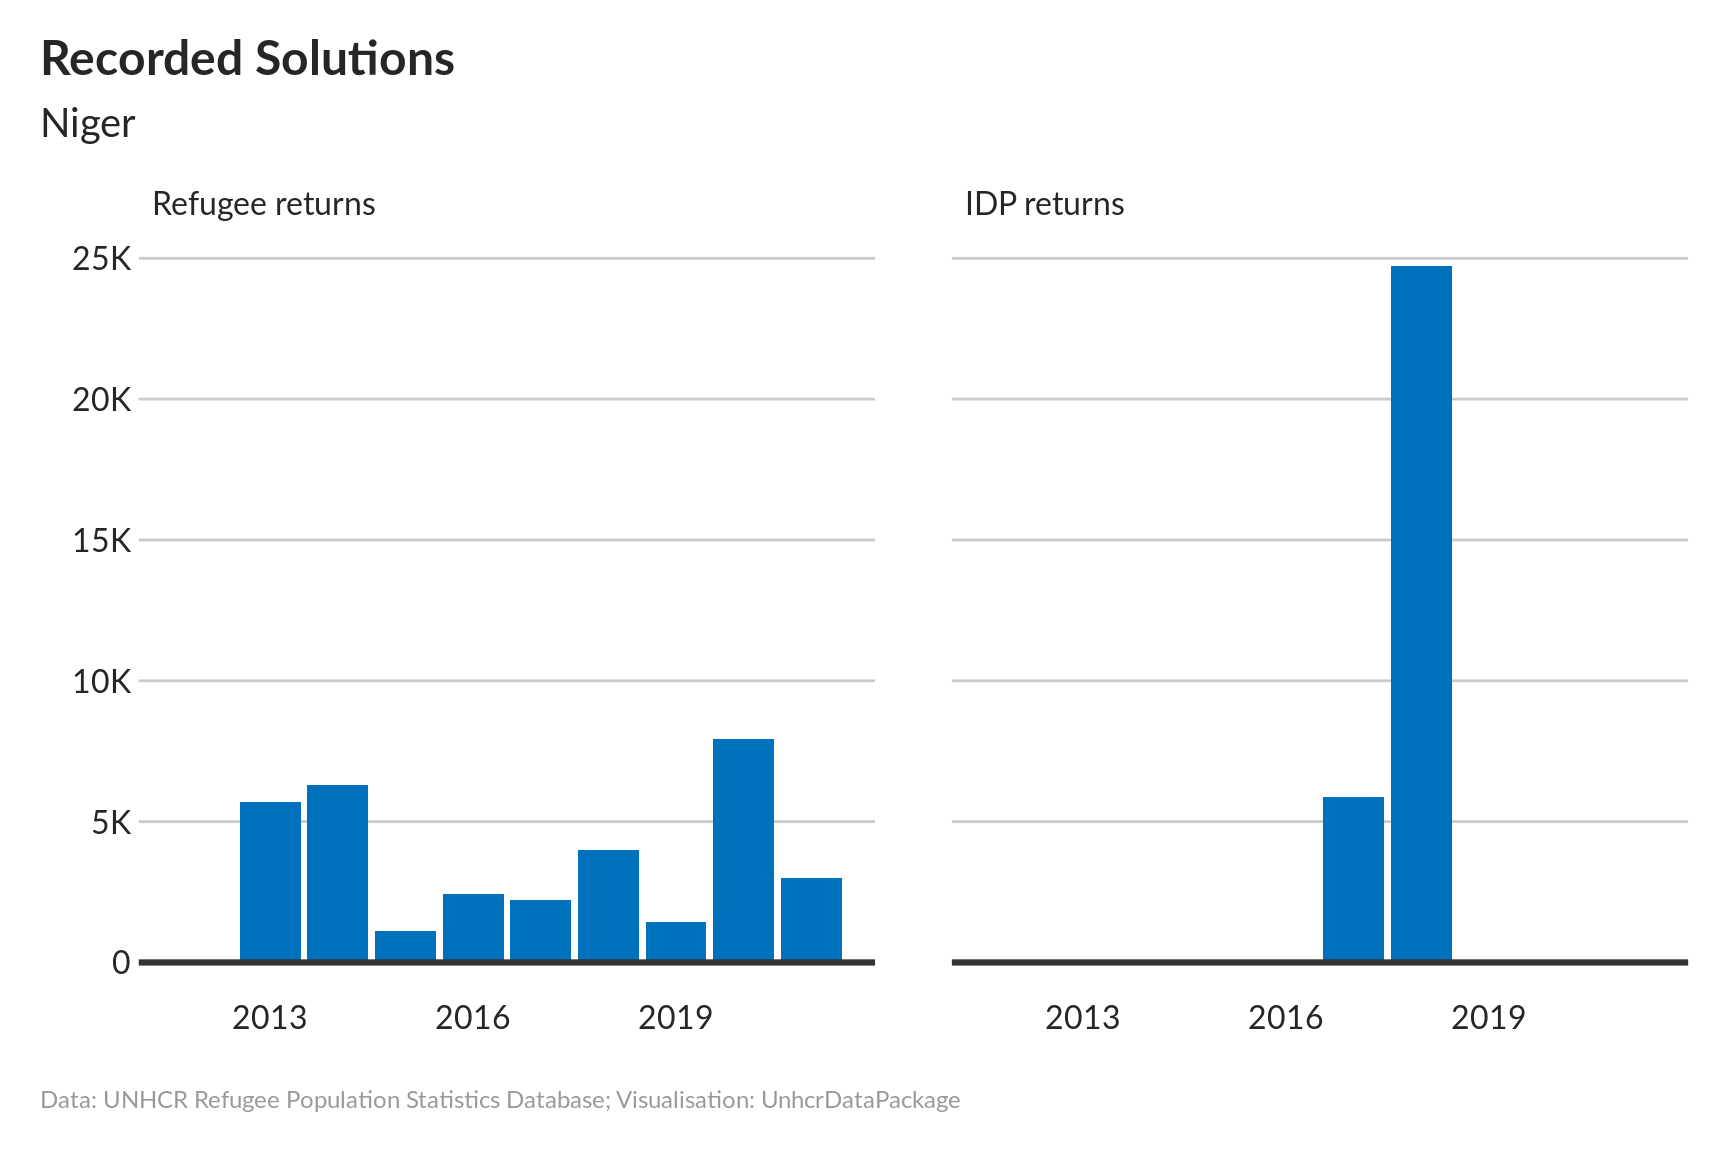 Recorded Solutions
Niger
Refugee returns
IDP returns
25K
20K
15K
10K
5K
0
2013 2016 2019
2013 2016 2019
Data: UNHCR Refugee Population Statistics Database; Visualisation: UnhcrDataPackage